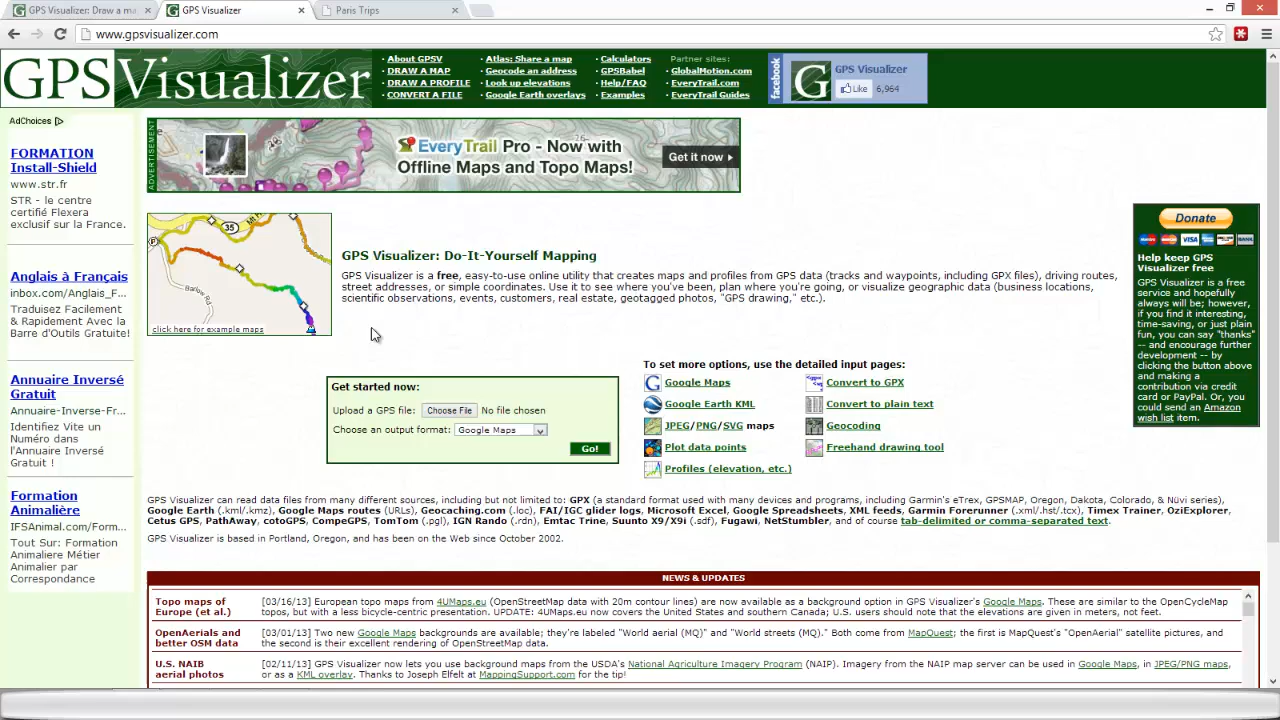 GPS Visualizer: Draw a ma
GPS Visualizer
Paris Trips
www.gpsvisualizer.com
GPSVisualizer
· About GPSV
· DRAW A MAP
· DRAW A PROFILE
· CONVERT A FILE
· Atlas: Share a map
· Geocode an address
· Look up elevations
· Google Earth overlays
· Calculators
· GPSBabel
· Help/FAQ
· Examples
Partner sites:
· GlobalMotion.com
· EveryTrail.com
· EveryTrail Guides
facebook
G
GPS Visualizer
Like
6,964
AdChoices
FORMATION
Install-Shield
www.str.fr
STR - le centre
certifié Flexera
exclusif sur la France.
Anglais à Français
inbox.com/Anglais_F...
Traduisez Facilement
& Rapidement Avec la
Barre d'Outils Gratuite!
Annuaire Inversé
Gratuit
Annuaire-Inverse-Fr...
Identifiez Vite un
Numéro dans
l'Annuaire Inversé
Gratuit !
Formation
Animalière
IFSAnimal.com/Form...
Tout Sur: Formation
Animaliere Métier
Animalier par
Correspondance
ADVERTISEMENT
EveryTrail Pro - Now with
Offline Maps and Topo Maps!
Get it now
35
Barlow Rd
click here for example maps
GPS Visualizer: Do-It-Yourself Mapping
GPS Visualizer is a free, easy-to-use online utility that creates maps and profiles from GPS data (tracks and waypoints, including GPX files), driving routes,
street addresses, or simple coordinates. Use it to see where you've been, plan where you're going, or visualize geographic data (business locations,
scientific observations, events, customers, real estate, geotagged photos, "GPS drawing," etc.).
Get started now:
Upload a GPS file: Choose File No file chosen
Choose an output format: Google Maps
Go!
To set more options, use the detailed input pages:
Google Maps
Google Earth KML
JPEG/PNG/SVG maps
Plot data points
Profiles (elevation, etc.)
Convert to GPX
Convert to plain text
Geocoding
Freehand drawing tool
Donate
VISA
BANK
Help keep GPS
Visualizer free
GPS Visualizer is a free
service and hopefully
always will be; however,
if you find it interesting,
time-saving, or just plain
fun, you can say "thanks"
-- and encourage further
development -- by
clicking the button above
and making a
contribution via credit
card or PayPal. Or, you
could send an Amazon
wish list item.
GPS Visualizer can read data files from many different sources, including but not limited to: GPX (a standard format used with many devices and programs, including Garmin's eTrex, GPSMAP, Oregon, Dakota, Colorado, & Nüvi series),
Google Earth (.kml/.kmz), Google Maps routes (URLs), Geocaching.com (.loc), FAI/IGC glider logs, Microsoft Excel, Google Spreadsheets, XML feeds, Garmin Forerunner (.xml/.hst/.tcx), Timex Trainer, OziExplorer,
Cetus GPS, PathAway, cotoGPS, CompeGPS, TomTom (.pgl), IGN Rando (.rdn), Emtac Trine, Suunto X9/X9i (.sdf), Fugawi, NetStumbler, and of course tab-delimited or comma-separated text.
GPS Visualizer is based in Portland, Oregon, and has been on the Web since October 2002.
NEWS & UPDATES
Topo maps of
Europe (et al.)
[03/16/13] European topo maps from 4UMaps.eu (OpenStreetMap data with 20m contour lines) are now available as a background option in GPS Visualizer's Google Maps. These are similar to the OpenCycleMap
topos, but with a less bicycle-centric presentation. UPDATE: 4UMaps.eu now covers the United States and southern Canada; U.S. users should note that the elevations are given in meters, not feet.
OpenAerials and
better OSM data
[03/01/13] Two new Google Maps backgrounds are available; they're labeled "World aerial (MQ)" and "World streets (MQ)." Both come from MapQuest; the first is MapQuest's "OpenAerial" satellite pictures, and
the second is their excellent rendering of OpenStreetMap data.
U.S. NAIB
aerial photos
[02/11/13] GPS Visualizer now lets you use background maps from the USDA's National Agriculture Imagery Program (NAIP). Imagery from the NAIP map server can be used in Google Maps, in JPEG/PNG maps,
or as a KML overlay. Thanks to Joseph Elfelt at MappingSupport.com for the tip!